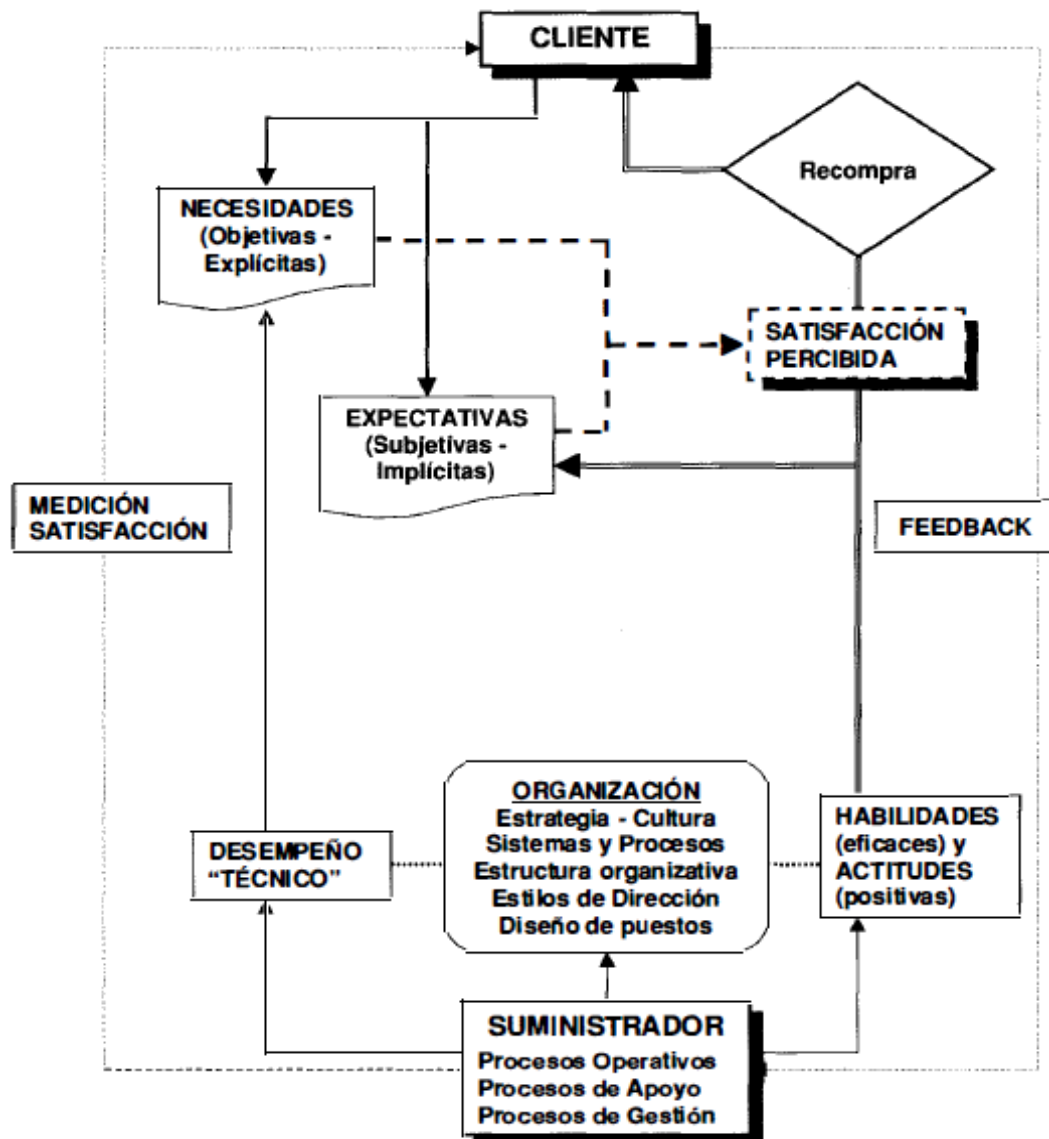 CLIENTE
Recompra
NECESIDADES
(Objetivas -
Explícitas)
SATISFACCIÓN
PERCIBIDA
EXPECTATIVAS
(Subjetivas -
Implícitas)
MEDICIÓN
SATISFACCIÓN
FEEDBACK
ORGANIZACIÓN
Estrategia - Cultura
Sistemas y Procesos
Estructura organizativa
Estilos de Dirección
Diseño de puestos
DESEMPEÑO
“TÉCNICO”
HABILIDADES
(eficaces) y
ACTITUDES
(positivas)
SUMINISTRADOR
Procesos Operativos
Procesos de Apoyo
Procesos de Gestión